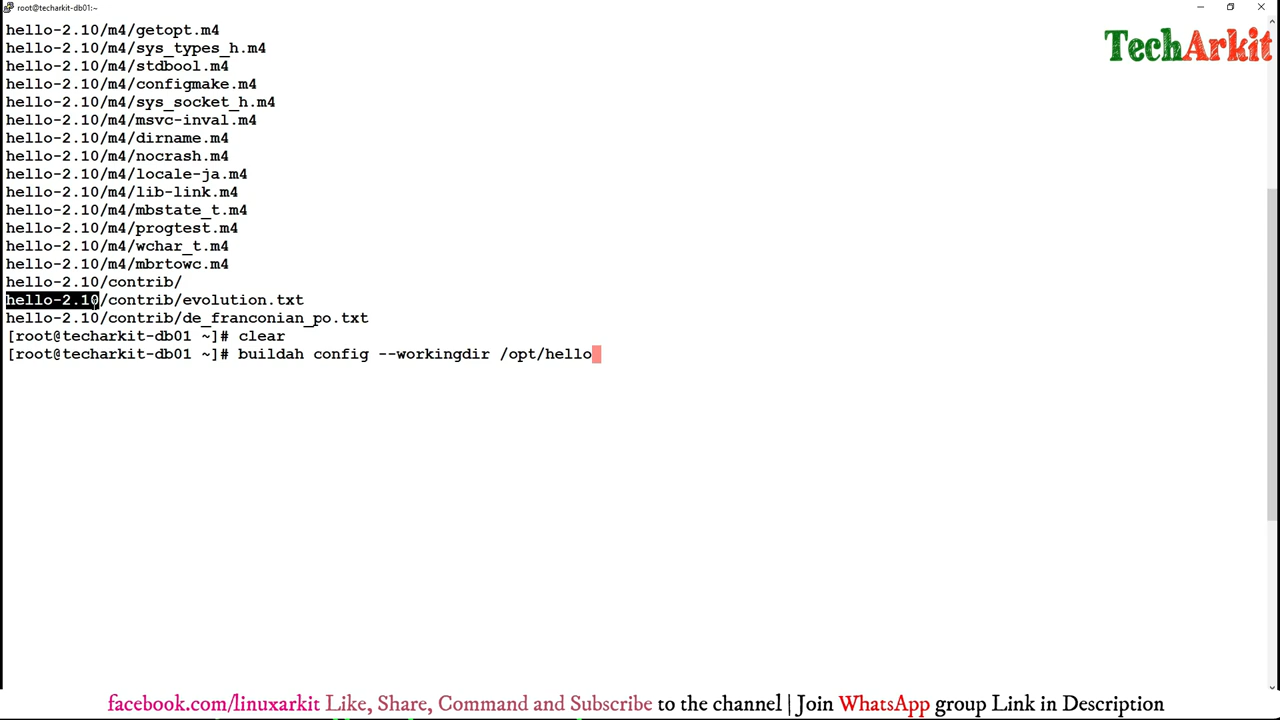 root@techarkit-db01:~
TechArkit
hello-2.10/m4/getopt.m4
hello-2.10/m4/sys_types_h.m4
hello-2.10/m4/stdbool.m4
hello-2.10/m4/configmake.m4
hello-2.10/m4/sys_socket_h.m4
hello-2.10/m4/msvc-inval.m4
hello-2.10/m4/dirname.m4
hello-2.10/m4/nocrash.m4
hello-2.10/m4/locale-ja.m4
hello-2.10/m4/lib-link.m4
hello-2.10/m4/mbstate_t.m4
hello-2.10/m4/progtest.m4
hello-2.10/m4/wchar_t.m4
hello-2.10/m4/mbrtowc.m4
hello-2.10/contrib/
hello-2.10/contrib/evolution.txt
hello-2.10/contrib/de_franconian_po.txt
[root@techarkit-db01 ~]# clear
[root@techarkit-db01 ~]# buildah config --workingdir /opt/hello
facebook.com/linuxarkit Like, Share, Command and Subscribe to the channel | Join WhatsApp group Link in Description